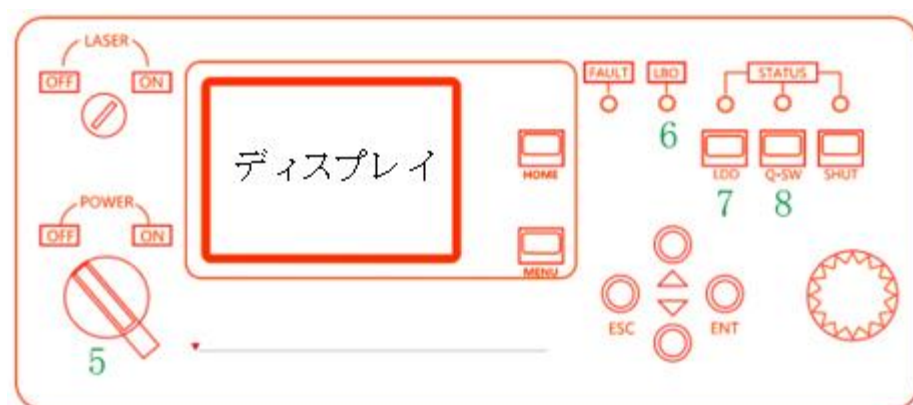 LASER
OFF ON
POWER
OFF ON
5
ディスプレイ
HOME
MENU
FAULT LBO STATUS
6
LDD Q-SW SHUT
7 8
ESC ENT